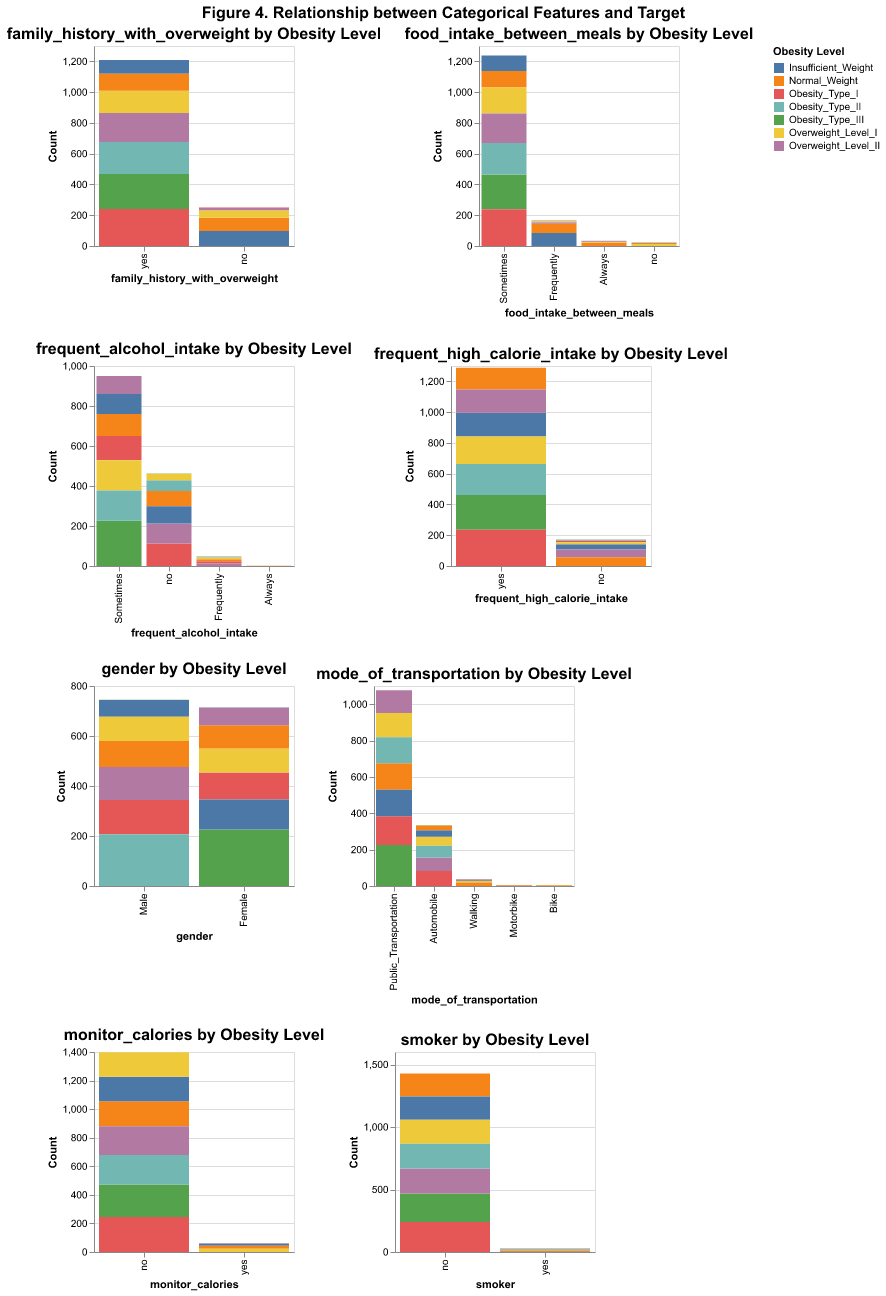 Figure 4. Relationship between Categorical Features and Target
family_history_with_overweight by Obesity Level
1,200
1,000
800
600
400
200
0
Count
yes
no
family_history_with_overweight
food_intake_between_meals by Obesity Level
1,200
1,000
800
600
400
200
0
Count
Sometimes
Frequently
Always
no
food_intake_between_meals
Obesity Level
Insufficient_Weight
Normal_Weight
Obesity_Type_I
Obesity_Type_II
Obesity_Type_III
Overweight_Level_I
Overweight_Level_II
frequent_alcohol_intake by Obesity Level
1,000
800
600
400
200
0
Count
Sometimes
no
Frequently
Always
frequent_alcohol_intake
frequent_high_calorie_intake by Obesity Level
1,200
1,000
800
600
400
200
0
Count
yes
no
frequent_high_calorie_intake
gender by Obesity Level
800
600
400
200
0
Count
Male
Female
gender
mode_of_transportation by Obesity Level
1,000
800
600
400
200
0
Count
Public_Transportation
Automobile
Walking
Motorbike
Bike
mode_of_transportation
monitor_calories by Obesity Level
1,400
1,200
1,000
800
600
400
200
0
Count
no
yes
monitor_calories
smoker by Obesity Level
1,500
1,000
500
0
Count
no
yes
smoker